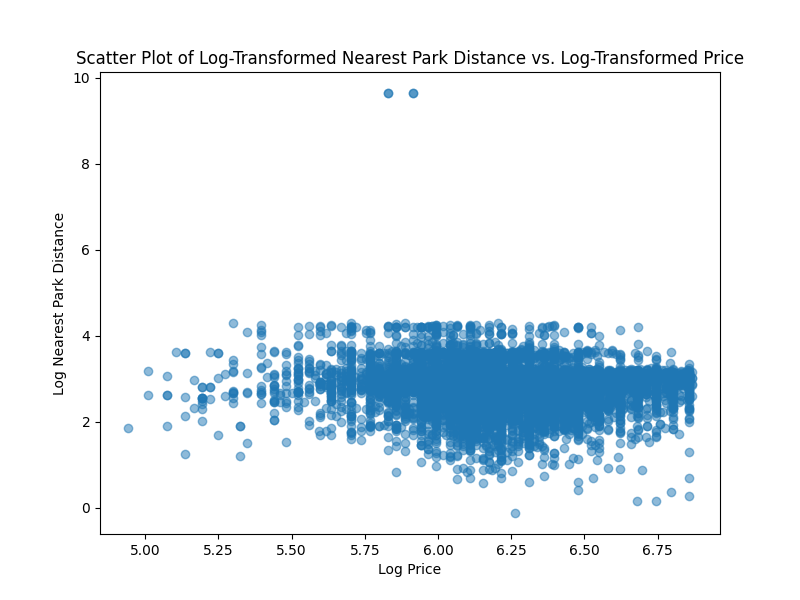 Scatter Plot of Log-Transformed Nearest Park Distance vs. Log-Transformed Price
10
8
6
4
2
0
Log Nearest Park Distance
5.00 5.25 5.50 5.75 6.00 6.25 6.50 6.75
Log Price